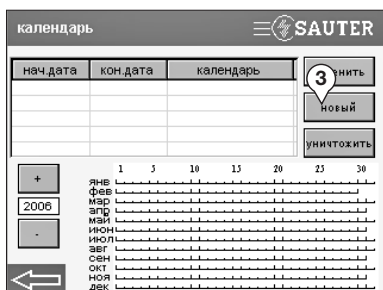 календарь SAUTER
нач.дата кон.дата календарь
3
новый
уничтожить
1 5 10 15 20 25 30
+
2006
-
янв
фев
мар
апр
май
июн
июл
авг
сен
окт
ноя
дек